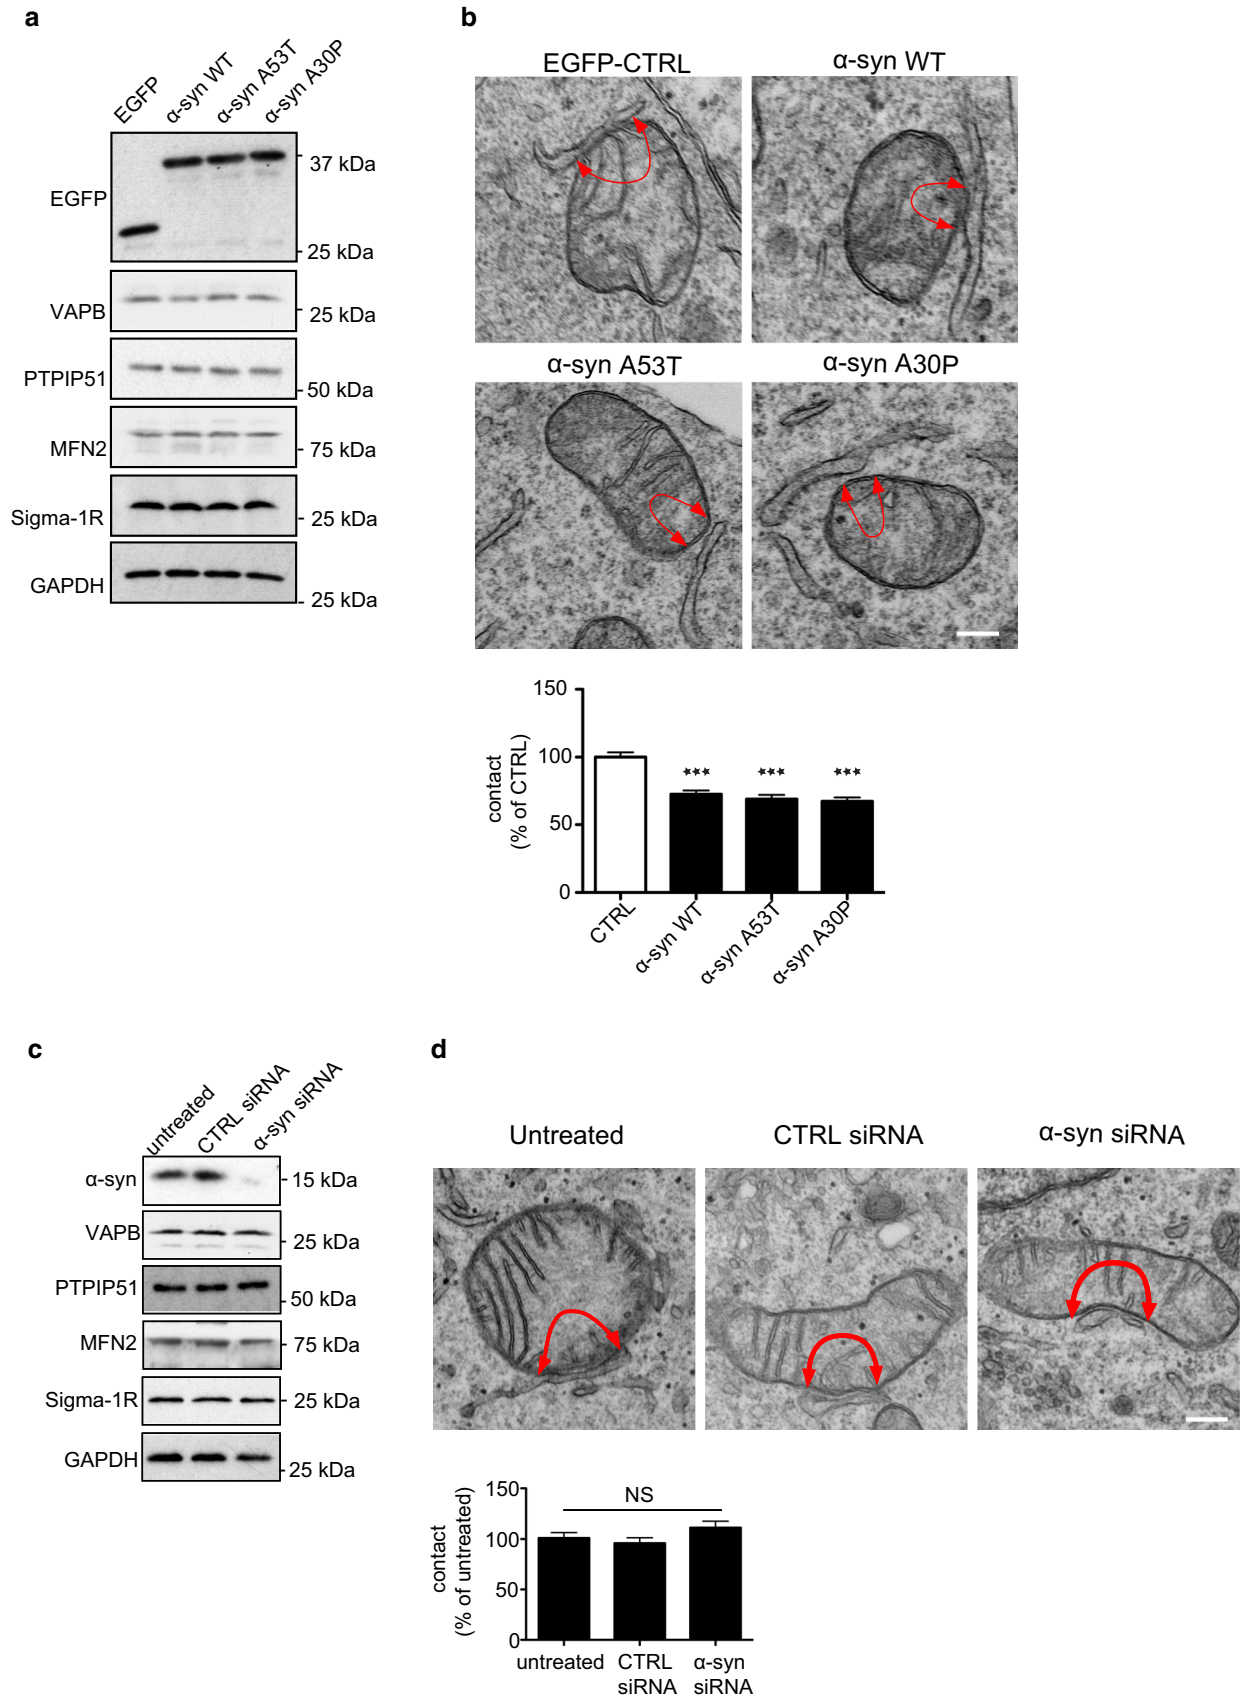 a
EGFP
α-syn WT
α-syn A53T
α-syn A30P
EGFP
37 kDa
25 kDa
VAPB
25 kDa
PTPIP51
50 kDa
MFN2
75 kDa
Sigma-1R
25 kDa
GAPDH
25 kDa
b
EGFP-CTRL
α-syn WT
α-syn A53T
α-syn A30P
contact
(% of CTRL)
150
100
50
0
★★★
★★★
★★★
CTRL
α-syn WT
α-syn A53T
α-syn A30P
c
untreated
CTRL siRNA
α-syn siRNA
α-syn
15 kDa
VAPB
25 kDa
PTPIP51
50 kDa
MFN2
75 kDa
Sigma-1R
25 kDa
GAPDH
25 kDa
d
Untreated
CTRL siRNA
α-syn siRNA
contact
(% of untreated)
150
100
50
0
NS
untreated
CTRL
siRNA
α-syn
siRNA